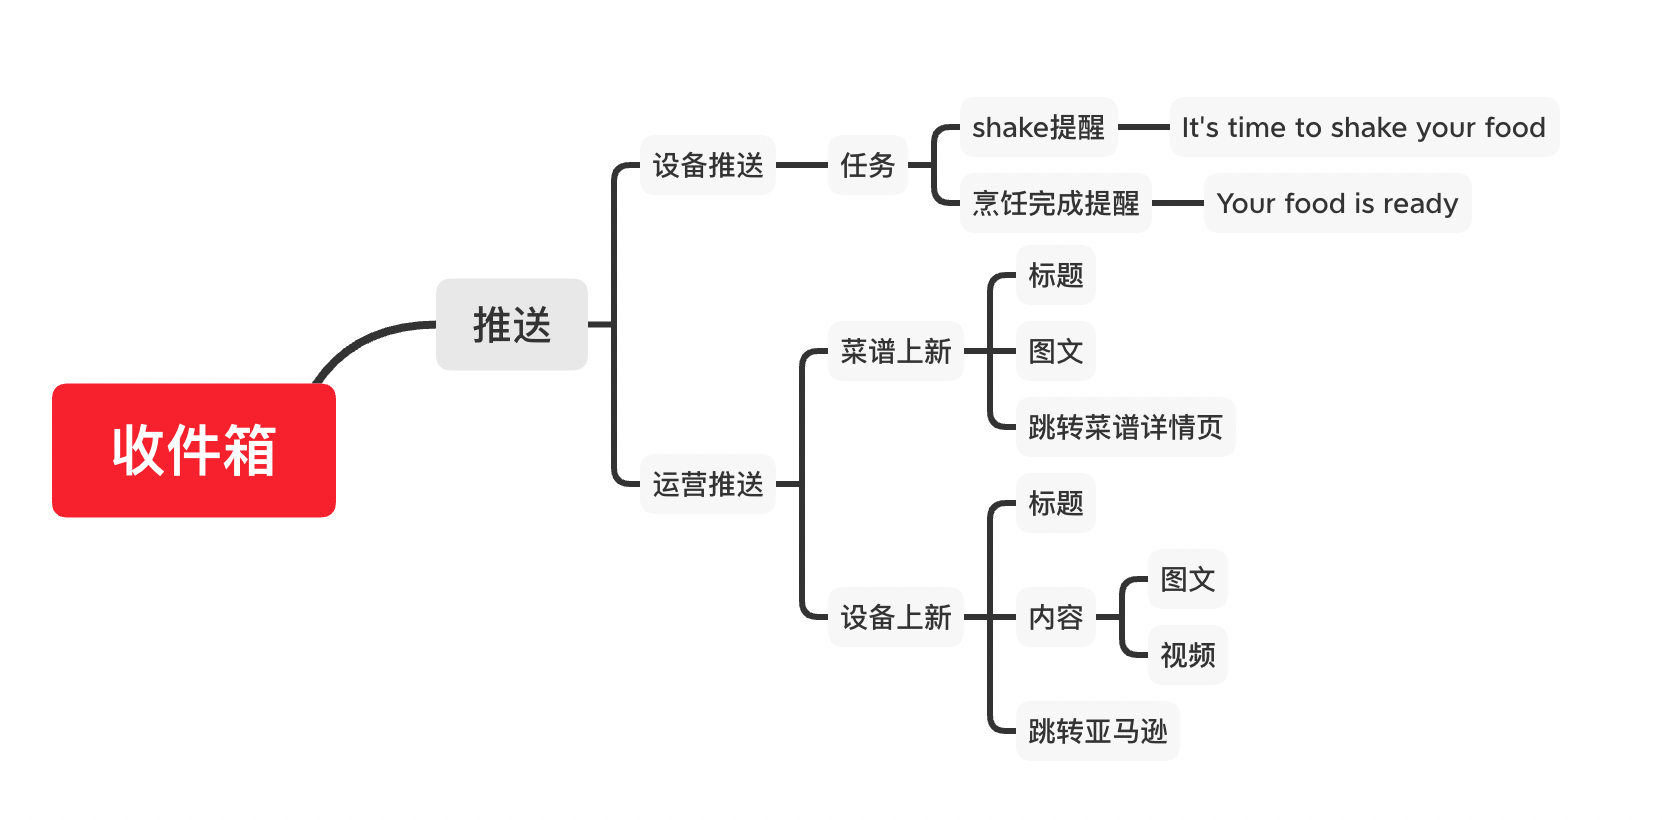 收件箱
推送
设备推送
任务
shake提醒
It's time to shake your food
烹饪完成提醒
Your food is ready
运营推送
菜谱上新
标题
图文
跳转菜谱详情页
设备上新
标题
内容
图文
视频
跳转亚马逊